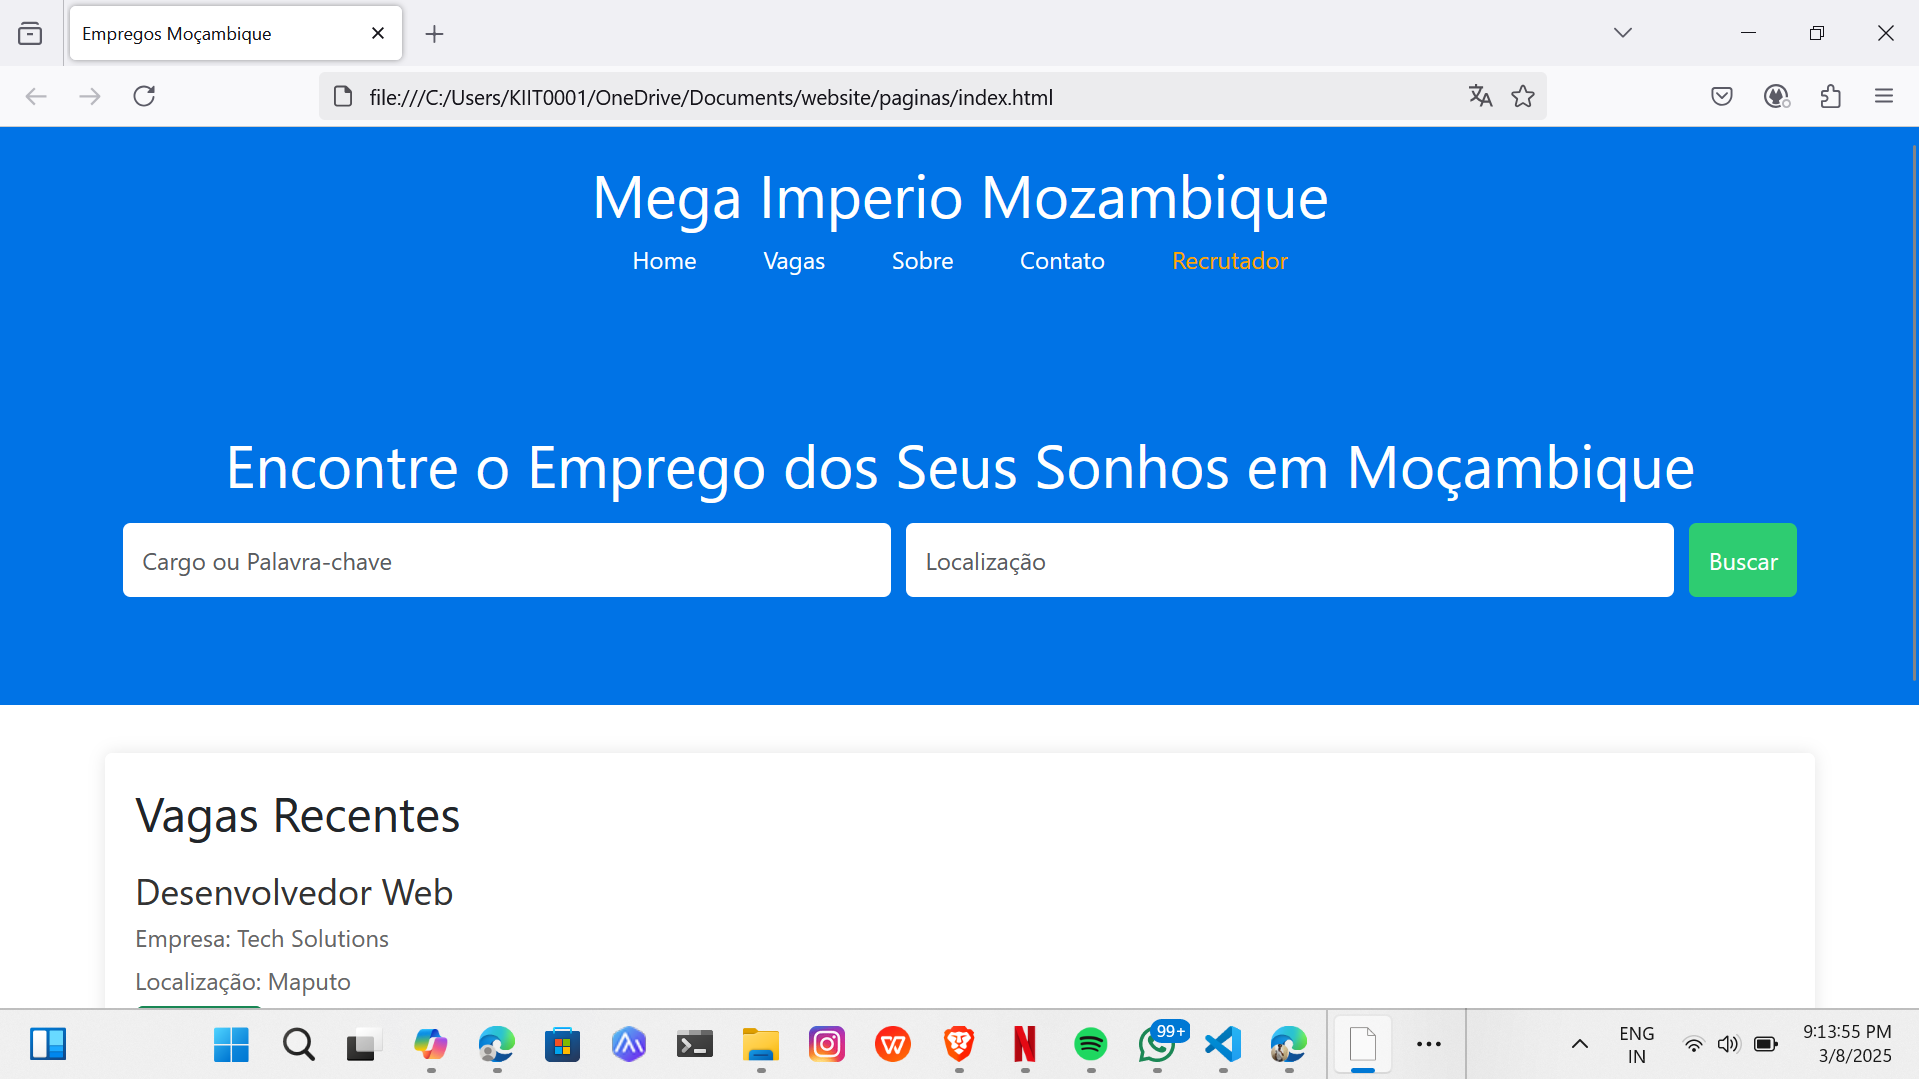 Empregos Moçambique
file:///C:/Users/KIIT0001/OneDrive/Documents/website/paginas/index.html
Mega Imperio Mozambique
Home Vagas Sobre Contato Recrutador
Encontre o Emprego dos Seus Sonhos em Moçambique
Cargo ou Palavra-chave Localização Buscar
Vagas Recentes
Desenvolvedor Web
Empresa: Tech Solutions
Localização: Maputo
99+
ENG
IN
9:13:55 PM
3/8/2025